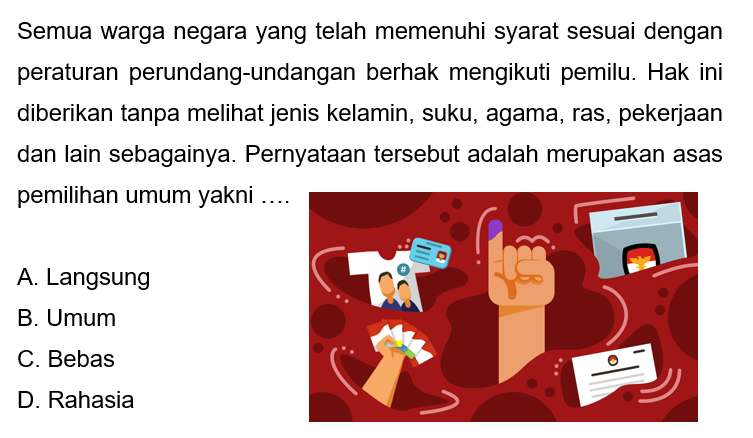 Semua warga negara yang telah memenuhi syarat sesuai dengan
peraturan perundang-undangan berhak mengikuti pemilu. Hak ini
diberikan tanpa melihat jenis kelamin, suku, agama, ras, pekerjaan
dan lain sebagainya. Pernyataan tersebut adalah merupakan asas
pemilihan umum yakni ….
#
A. Langsung
B. Umum
C. Bebas
D. Rahasia